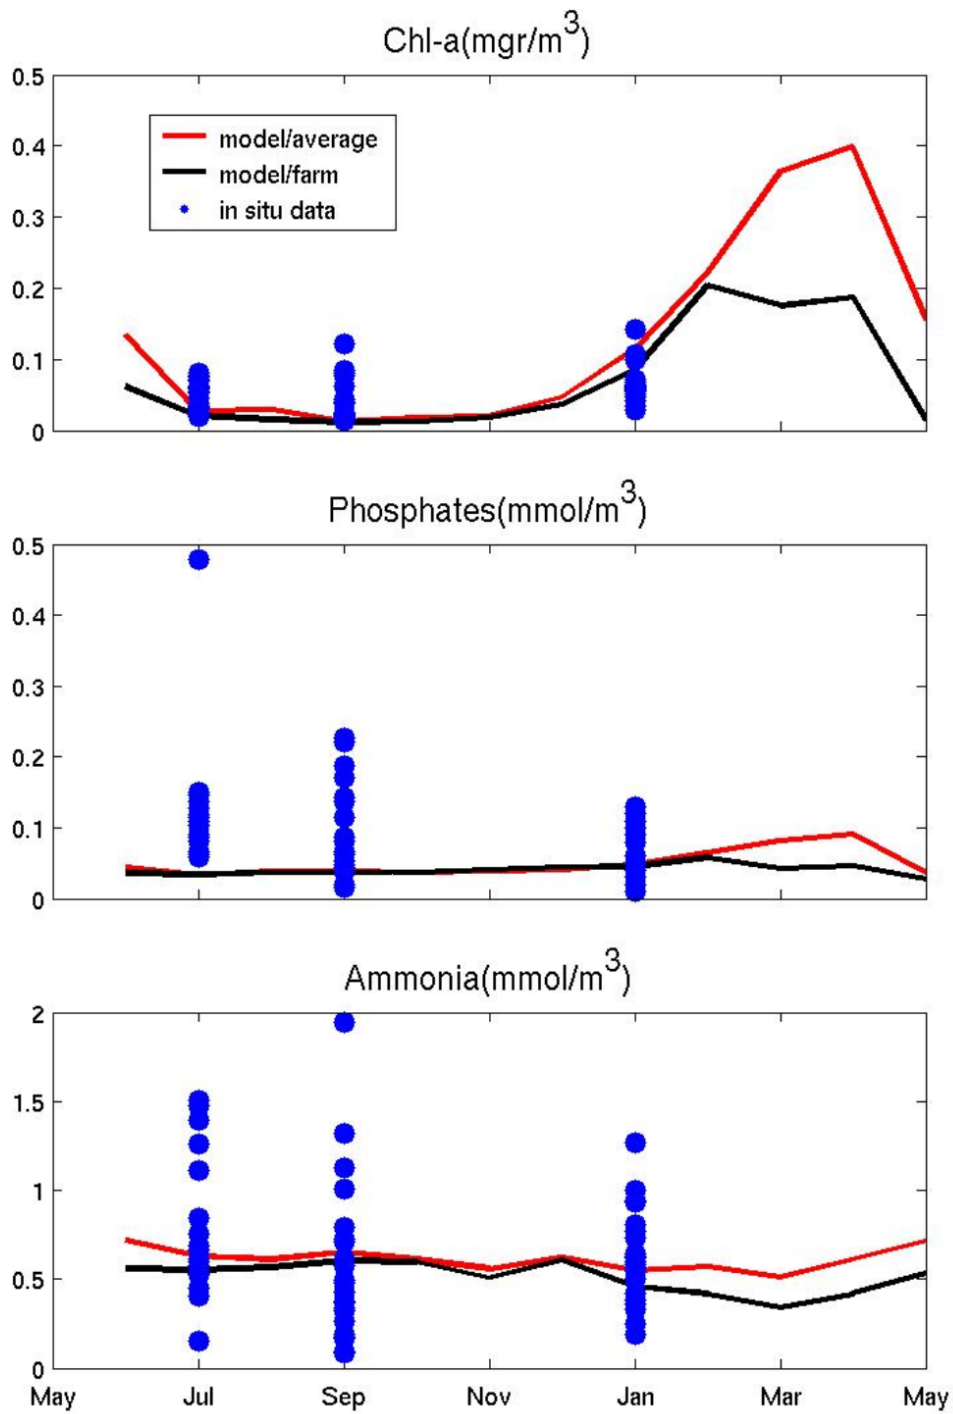 Chl-a(mgr/m³)
0.5
0.4
0.3
0.2
0.1
0
model/average
model/farm
in situ data
Phosphates(mmol/m³)
0.5
0.4
0.3
0.2
0.1
0
Ammonia(mmol/m³)
2
1.5
1
0.5
0
May Jul Sep Nov Jan Mar May